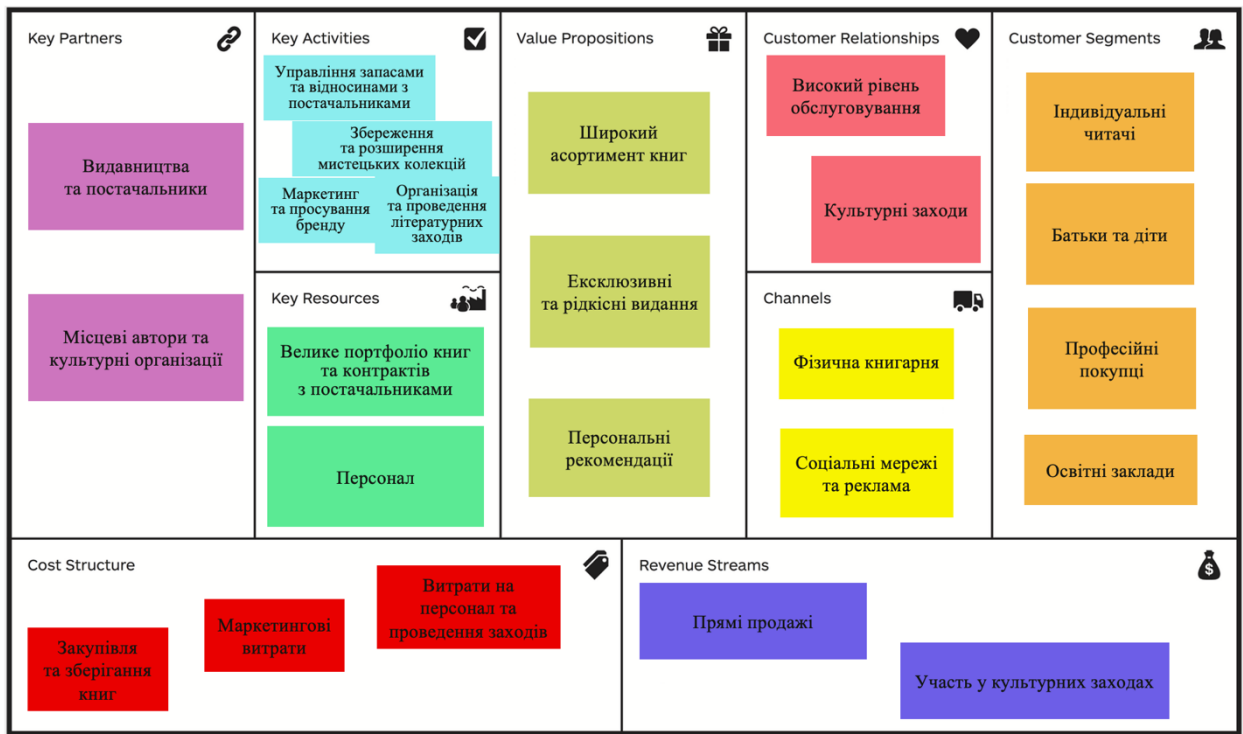 Key Partners
Видавництва
та постачальники
Місцеві автори та
культурні організації
Key Activities
Управління запасами
та відносинами з
постачальниками
Збереження
та розширення
мистецьких колекцій
Маркетинг
та просування
бренду
Організація
та проведення
літературних
заходів
Key Resources
Велике портфоліо книг
та контрактів
з постачальниками
Персонал
Value Propositions
Широкий
асортимент книг
Ексклюзивні
та рідкісні видання
Персональні
рекомендації
Customer Relationships
Високий рівень
обслуговування
Культурні заходи
Channels
Фізична книгарня
Соціальні мережі
та реклама
Customer Segments
Індивідуальні
читачі
Батьки та діти
Професійні
покупці
Освітні заклади
Cost Structure
Закупівля
та зберігання
книг
Маркетингові
витрати
Витрати на
персонал та
проведення заходів
Revenue Streams
$
Прямі продажі
Участь у культурних заходах